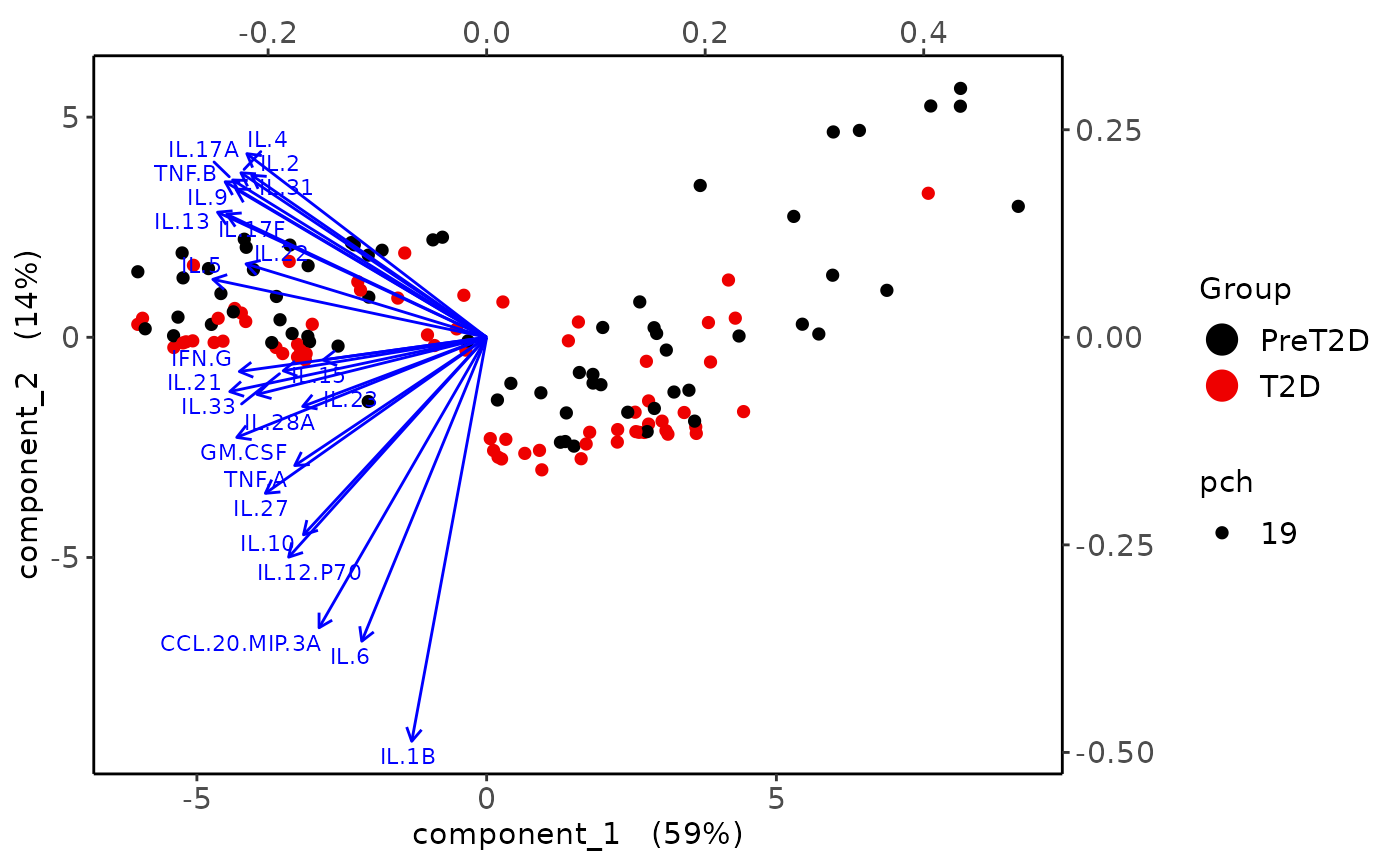 -0.2 0.0 0.2 0.4
5
0
-5
component_2 (14%)
IL.4
IL.17A
IL.2
TNF.B
IL.31
IL.9
IL.13
IL.17F
IL.22
IL.5
IFN.G
IL.15
IL.21
IL.23
IL.33
IL.28A
GM.CSF
TNF.A
IL.27
IL.10
IL.12.P70
CCL.20.MIP.3A
IL.6
IL.1B
0.25
0.00
-0.25
-0.50
-5 0 5
component_1 (59%)
Group
PreT2D
T2D
pch
19